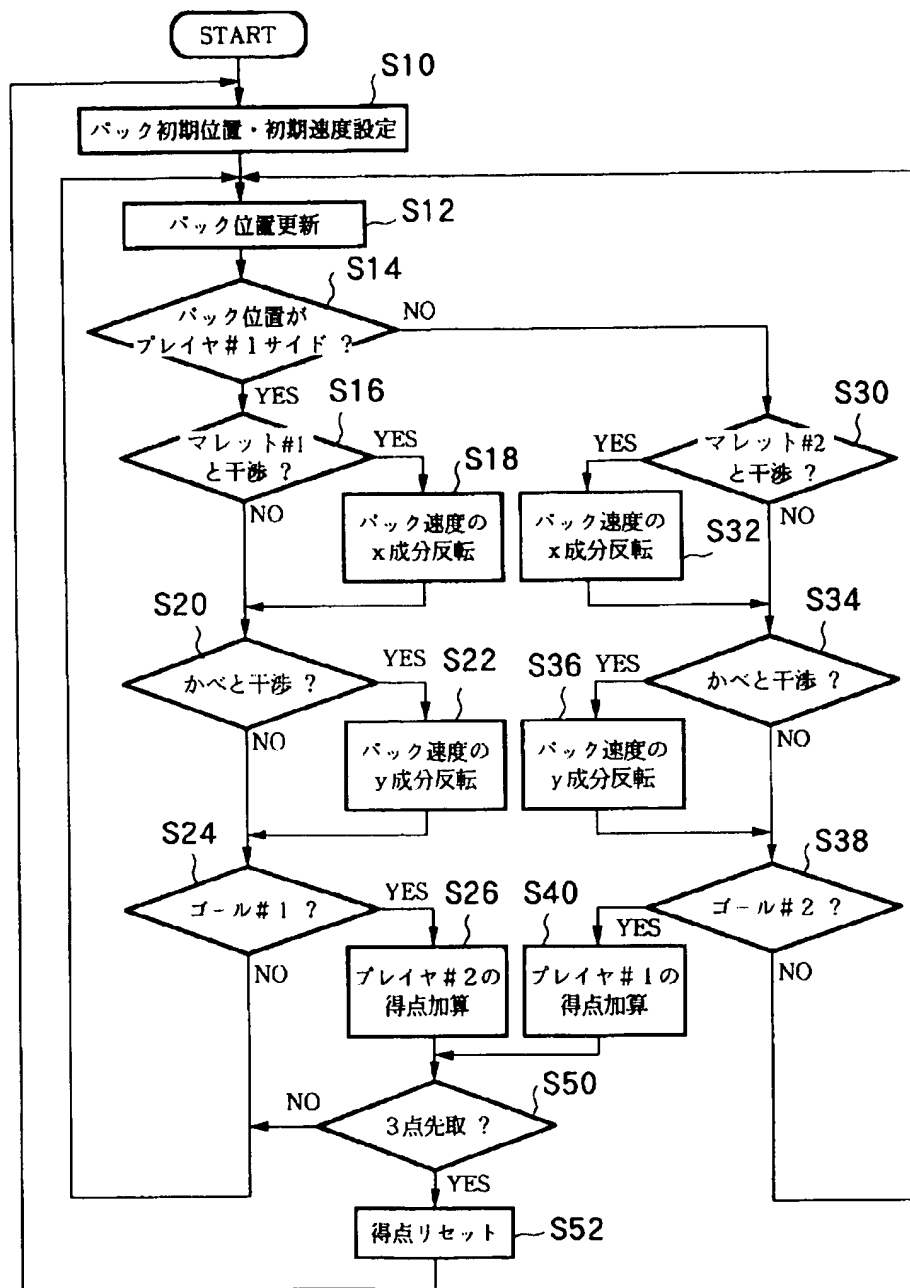 START
S10
パック初期位置・初期速度設定
パック位置更新
S12
S14
パック位置が
プレイヤ#1サイド ?
NO
YES
S16
マレット#1
と干渉 ?
YES
NO
S18
パック速度の
x成分反転
S30
マレット#2
と干渉 ?
YES
NO
パック速度の
x成分反転
S32
S20
かべと干渉 ?
YES
NO
S22
パック速度の
y成分反転
S34
かべと干渉 ?
YES
NO
S36
パック速度の
y成分反転
S24
ゴール#1 ?
YES
NO
S26
プレイヤ#2の
得点加算
S38
ゴール#2 ?
YES
NO
S40
プレイヤ#1の
得点加算
S50
3点先取 ?
NO
YES
得点リセット
S52